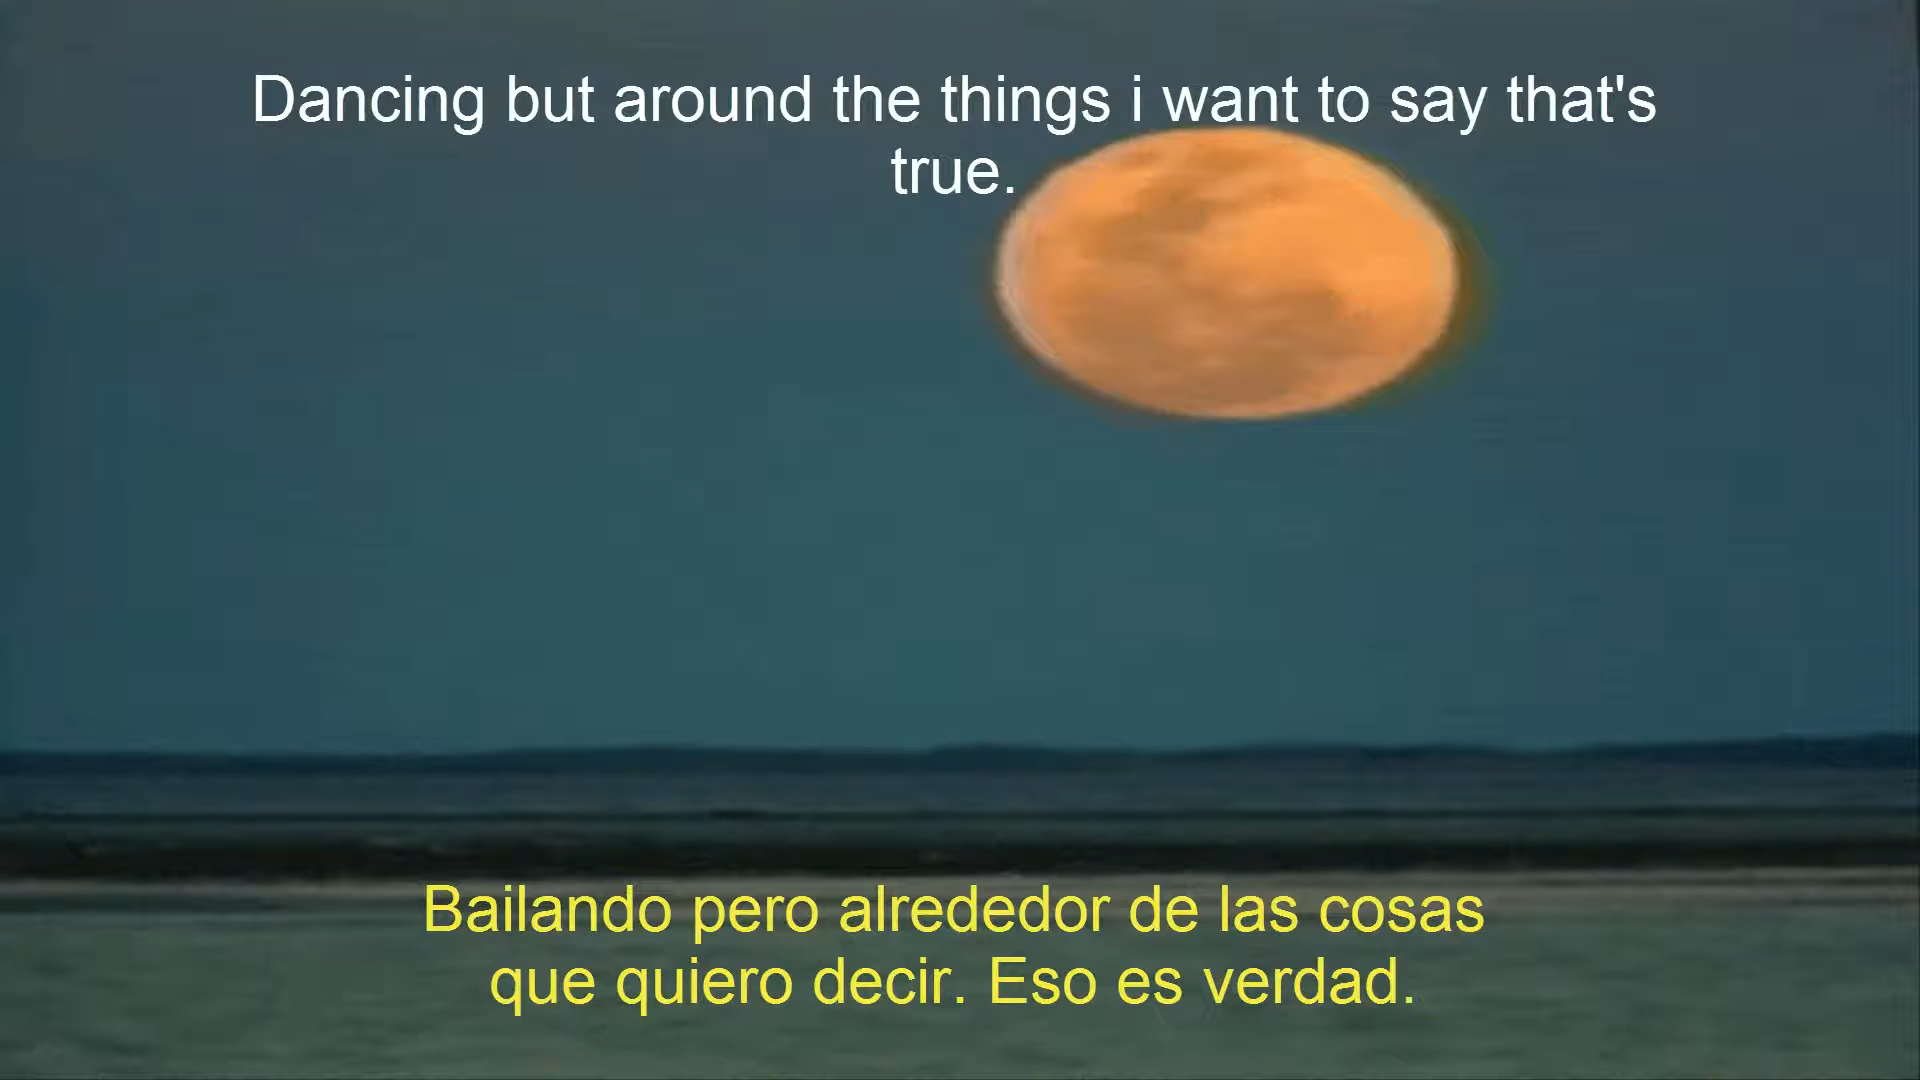 Dancing but around the things i want to say that's
true.
Bailando pero alrededor de las cosas
que quiero decir. Eso es verdad.